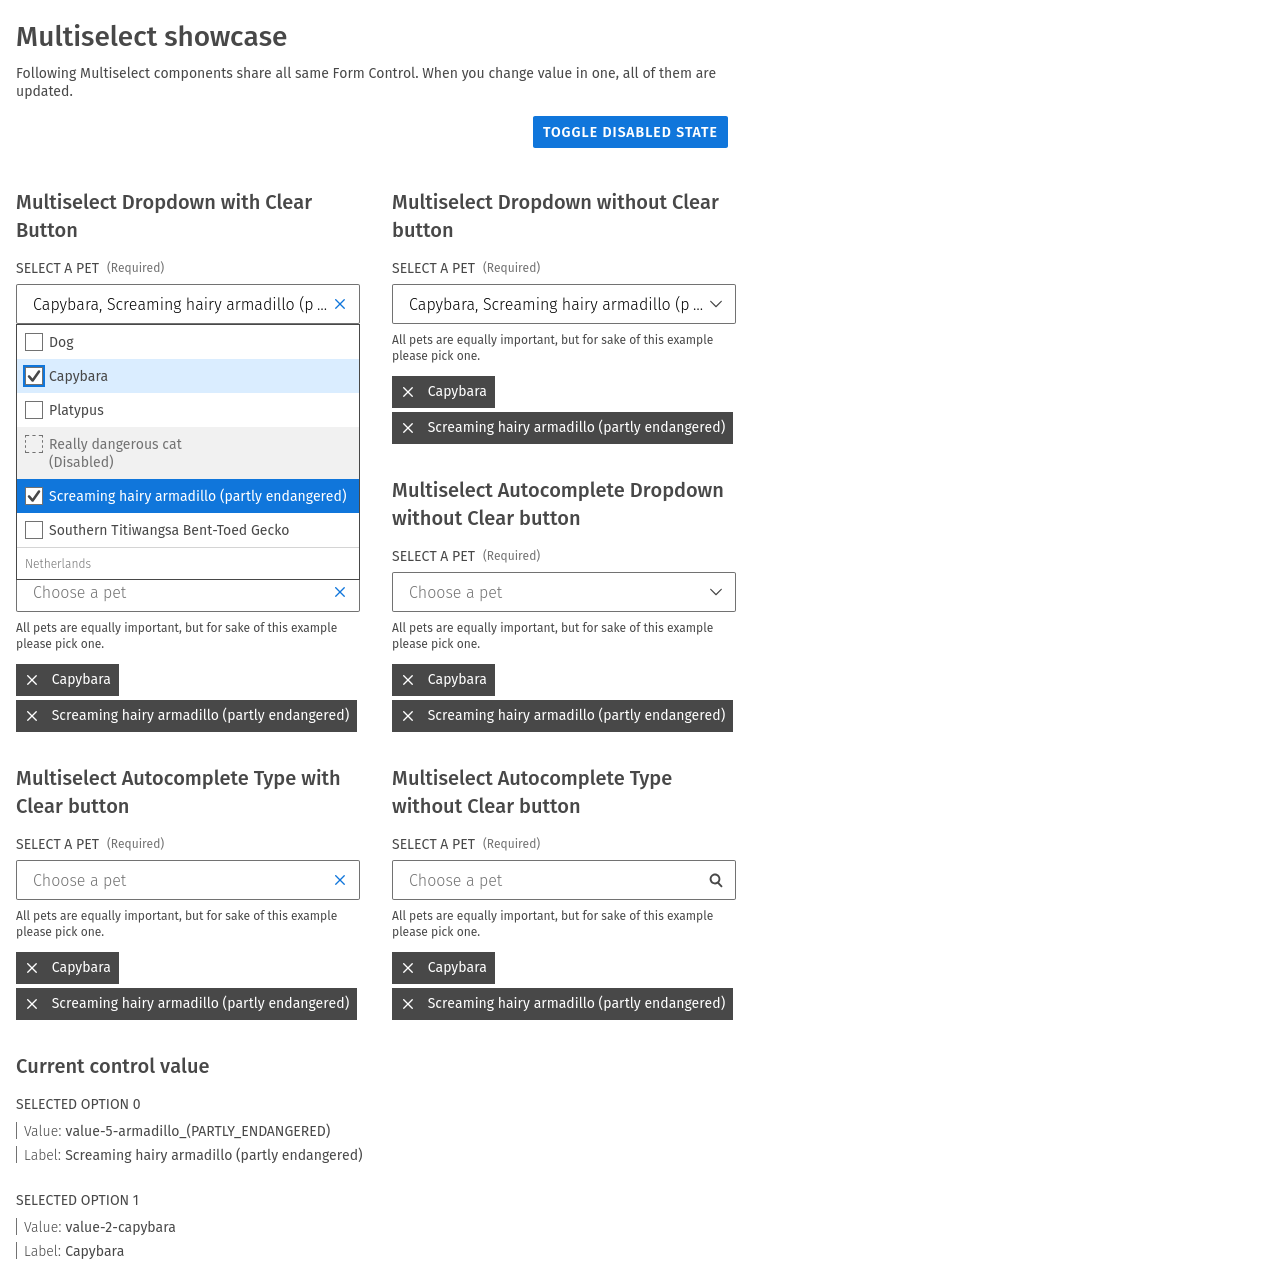 Multiselect showcase
Following Multiselect components share all same Form Control. When you change value in one, all of them are
updated.
TOGGLE DISABLED STATE
Multiselect Dropdown with Clear
Button
SELECT A PET (Required)
Capybara, Screaming hairy armadillo (p ...
Dog
Capybara
Platypus
Really dangerous cat
(Disabled)
Screaming hairy armadillo (partly endangered)
Southern Titiwangsa Bent-Toed Gecko
Netherlands
Multiselect Dropdown without Clear
button
SELECT A PET (Required)
Capybara, Screaming hairy armadillo (p ...
All pets are equally important, but for sake of this example
please pick one.
Capybara
Screaming hairy armadillo (partly endangered)
Choose a pet
All pets are equally important, but for sake of this example
please pick one.
Capybara
Screaming hairy armadillo (partly endangered)
Multiselect Autocomplete Dropdown
without Clear button
SELECT A PET (Required)
Choose a pet
All pets are equally important, but for sake of this example
please pick one.
Capybara
Screaming hairy armadillo (partly endangered)
Multiselect Autocomplete Type with
Clear button
SELECT A PET (Required)
Choose a pet
All pets are equally important, but for sake of this example
please pick one.
Capybara
Screaming hairy armadillo (partly endangered)
Multiselect Autocomplete Type
without Clear button
SELECT A PET (Required)
Choose a pet
All pets are equally important, but for sake of this example
please pick one.
Capybara
Screaming hairy armadillo (partly endangered)
Current control value
SELECTED OPTION 0
Value: value-5-armadillo_(PARTLY_ENDANGERED)
Label: Screaming hairy armadillo (partly endangered)
SELECTED OPTION 1
Value: value-2-capybara
Label: Capybara